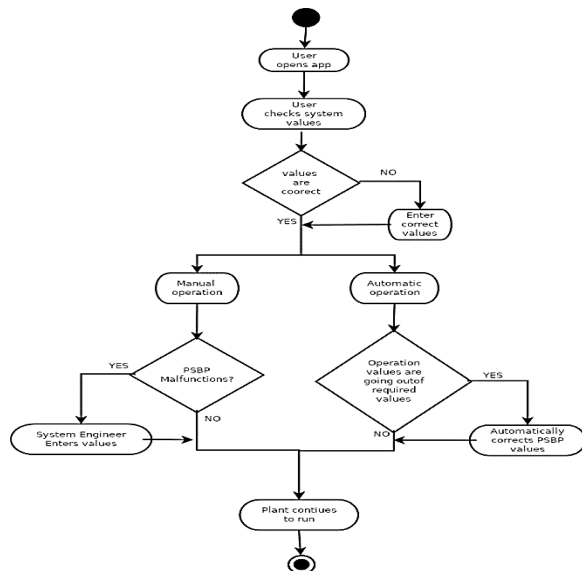 User
opens app
User
checks system
values
values
are
coorect
NO
YES
Enter
correct
values
Manual
operation
Automatic
operation
PSBP
Malfunctions?
YES
NO
Operation
values are
going outof
required
values
YES
NO
System Engineer
Enters values
Automatically
corrects PSBP
values
Plant contiues
to run